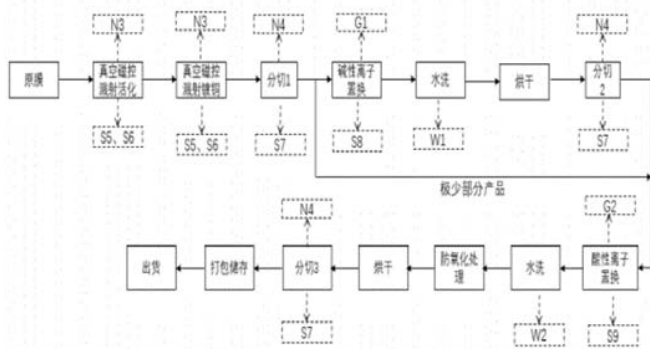 N3
N3
N4
G1
N4
原膜
真空磁控
溅射活化
真空磁控
溅射镀铜
分切1
碱性离子
置换
水洗
烘干
分切
2
S5、S6
S5、S6
S7
S8
W1
S7
极少部分产品
N4
G2
出货
打包储存
分切3
烘干
防氧化处
理
水洗
酸性离子
置换
S7
W2
S9